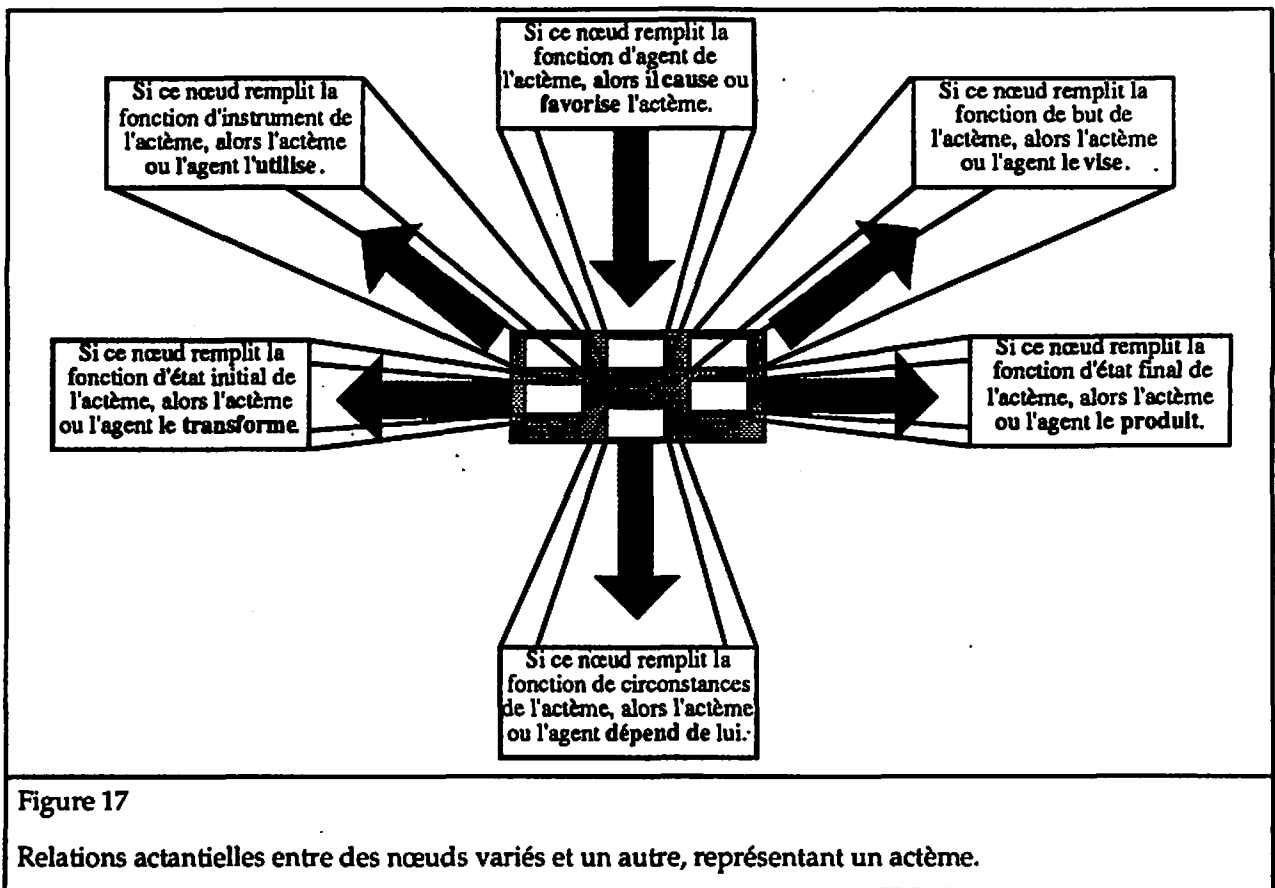 Si ce nœud remplit la
fonction d'agent de
l'actème, alors il cause ou
favorise l'actème.
Si ce nœud remplit la
fonction d'instrument de
l'actème, alors l'actème
ou l'agent l'utilise.
Si ce nœud remplit la
fonction de but de
l'actème, alors l'actème
ou l'agent le vise.
Si ce nœud remplit la
fonction d'état initial de
l'actème, alors l'actème
ou l'agent le transforme.
Si ce nœud remplit la
fonction d'état final de
l'actème, alors l'actème
ou l'agent le produit.
Si ce nœud remplit la
fonction de circonstances
de l'actème, alors l'actème
ou l'agent dépend de lui.
Figure 17
Relations actantielles entre des nœuds variés et un autre, représentant un actème.